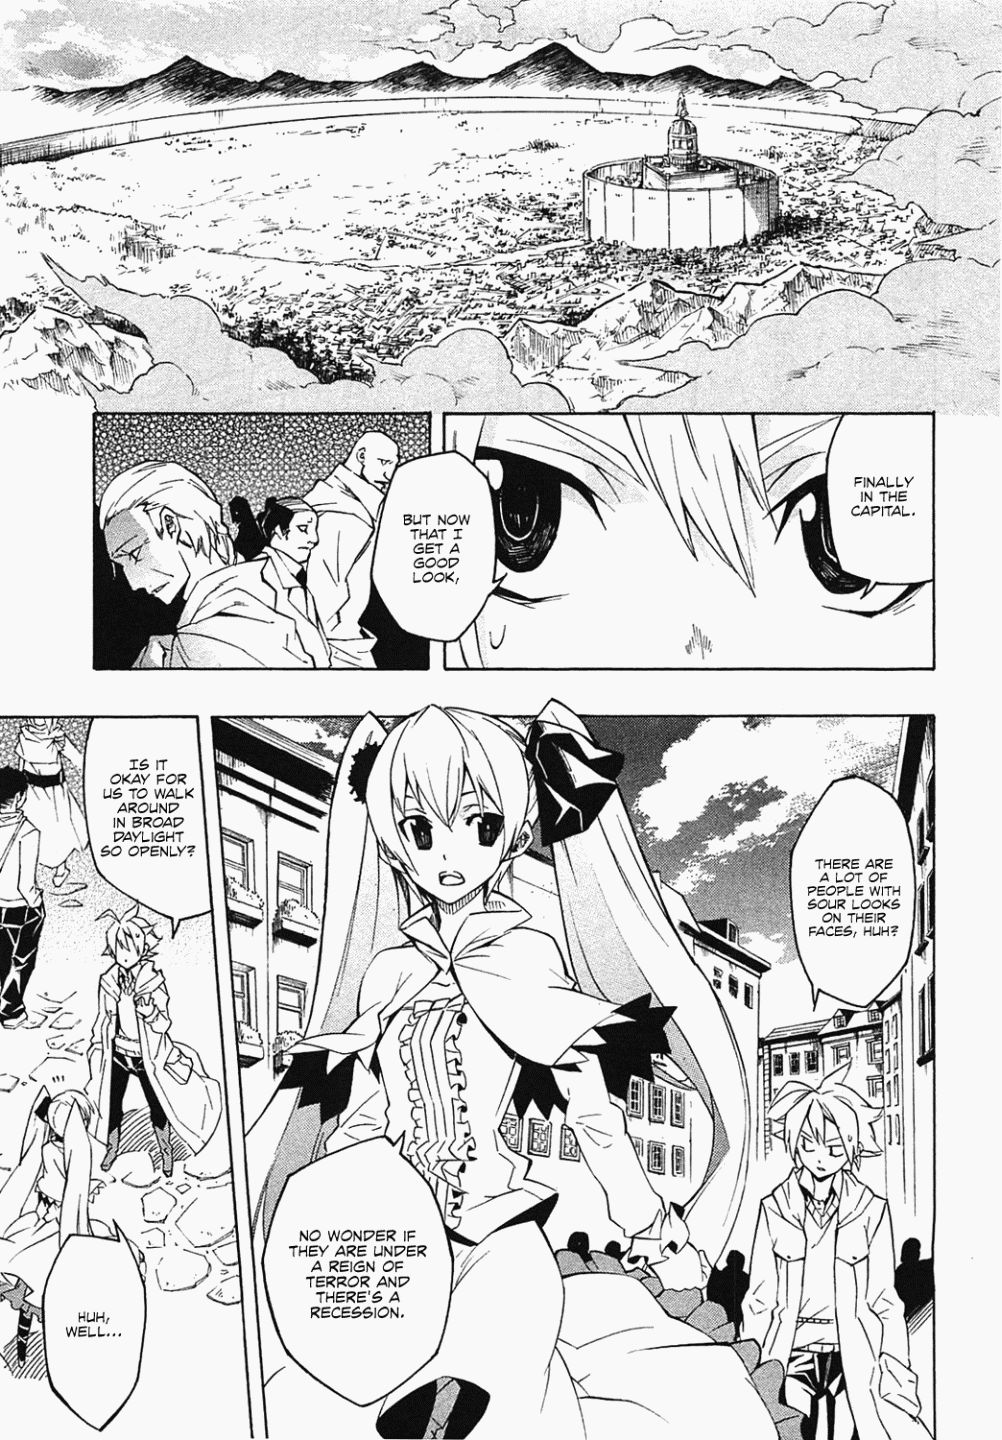 FINALLY
IN THE
CAPITAL.
BUT NOW
THAT I
GET A
GOOD
LOOK,
THERE ARE
A LOT OF
PEOPLE WITH
SOUR LOOKS
ON THEIR
FACES, HUH?
NO WONDER IF
THEY ARE UNDER
A REIGN OF
TERROR AND
THERE'S A
RECESSION.
IS IT
OKAY FOR
US TO WALK
AROUND
IN BROAD
DAYLIGHT
SO OPENLY?
HUH,
WELL...